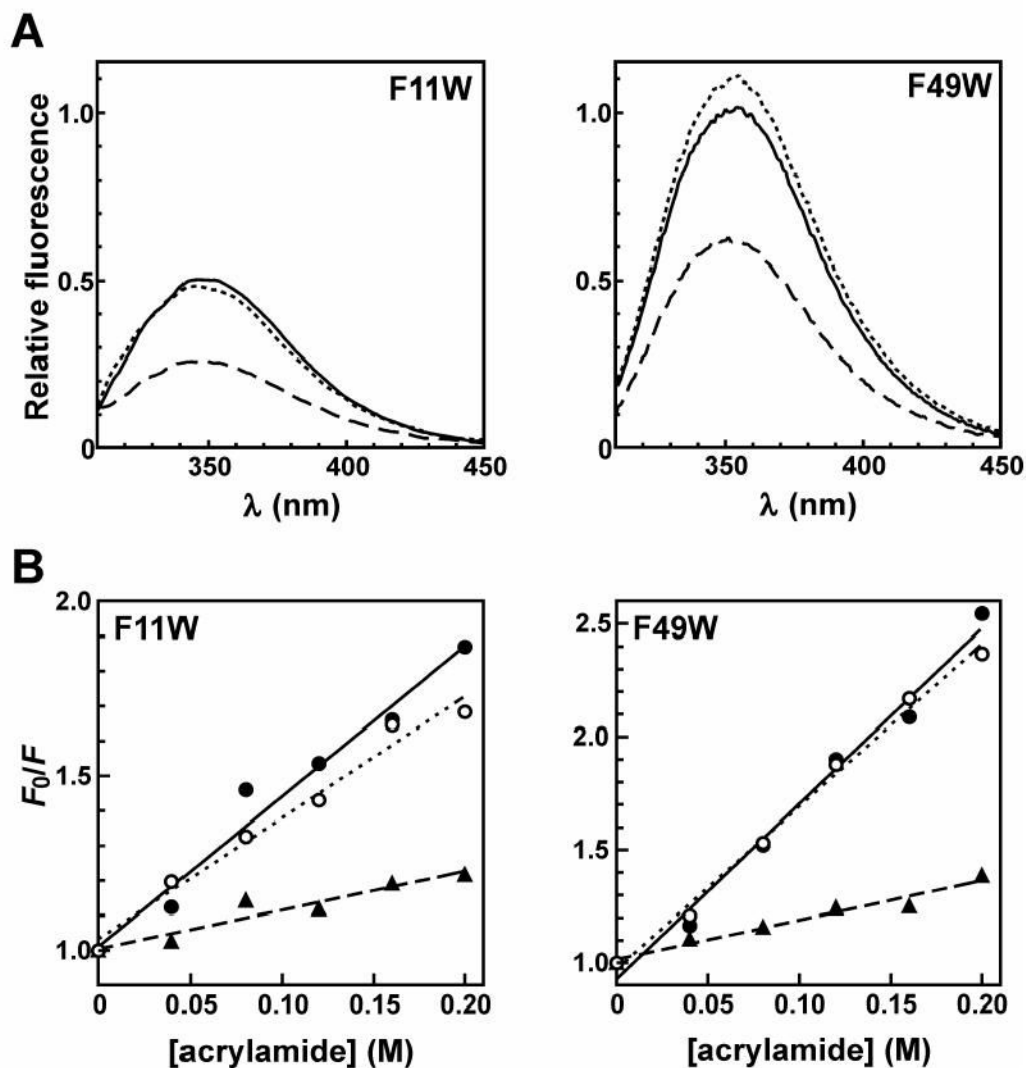 A
F11W
F49W
Relative fluorescence
1.0
0.5
0
350 400 450
λ (nm)
1.0
0.5
0
350 400 450
λ (nm)
B
F11W
F49W
F0/F
2.0
1.5
1.0
0 0.05 0.10 0.15 0.20
[acrylamide] (M)
2.5
2.0
1.5
1.0
0 0.05 0.10 0.15 0.20
[acrylamide] (M)